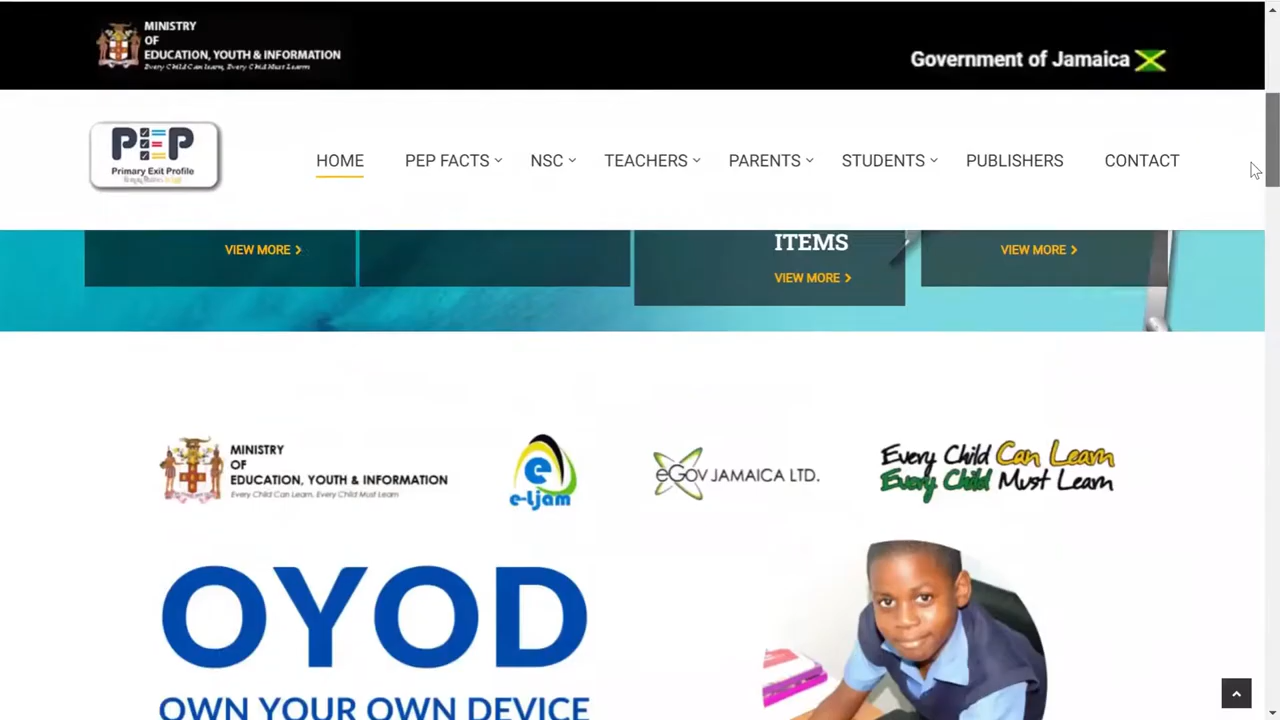 MINISTRY
OF
EDUCATION, YOUTH & INFORMATION
Every Child Can Learn, Every Child Must Learn
Government of Jamaica
PEP
Primary Exit Profile
HOME PEP FACTS NSC TEACHERS PARENTS STUDENTS PUBLISHERS CONTACT
ITEMS
VIEW MORE VIEW MORE VIEW MORE
MINISTRY
OF
EDUCATION, YOUTH & INFORMATION
Every Child Can Learn, Every Child Must Learn
e
e-Ljam
eGov JAMAICA LTD.
Every Child Can Learn
Every Child Must Learn
OYOD
OWN YOUR OWN DEVICE